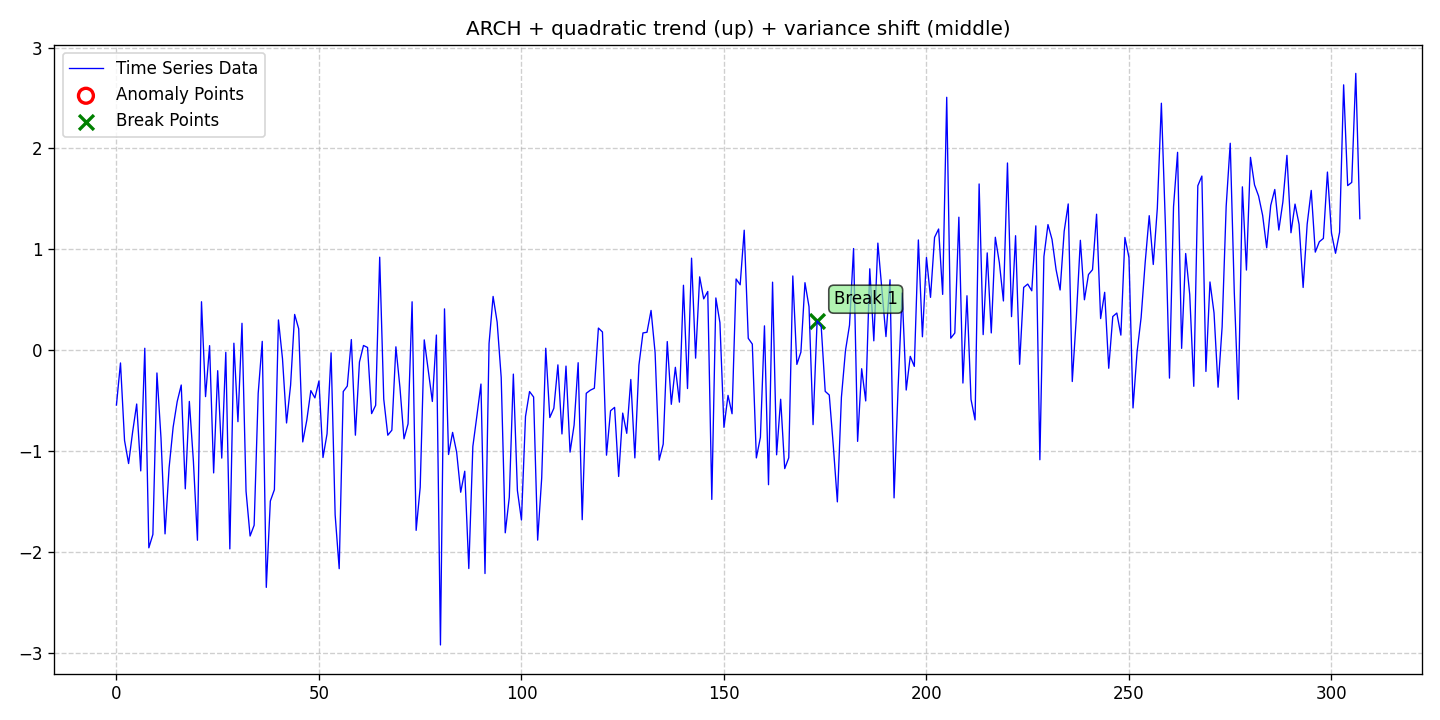 ARCH + quadratic trend (up) + variance shift (middle)
3
2
1
0
−1
−2
−3
Time Series Data
Anomaly Points
Break Points
Break 1
0
50
100
150
200
250
300